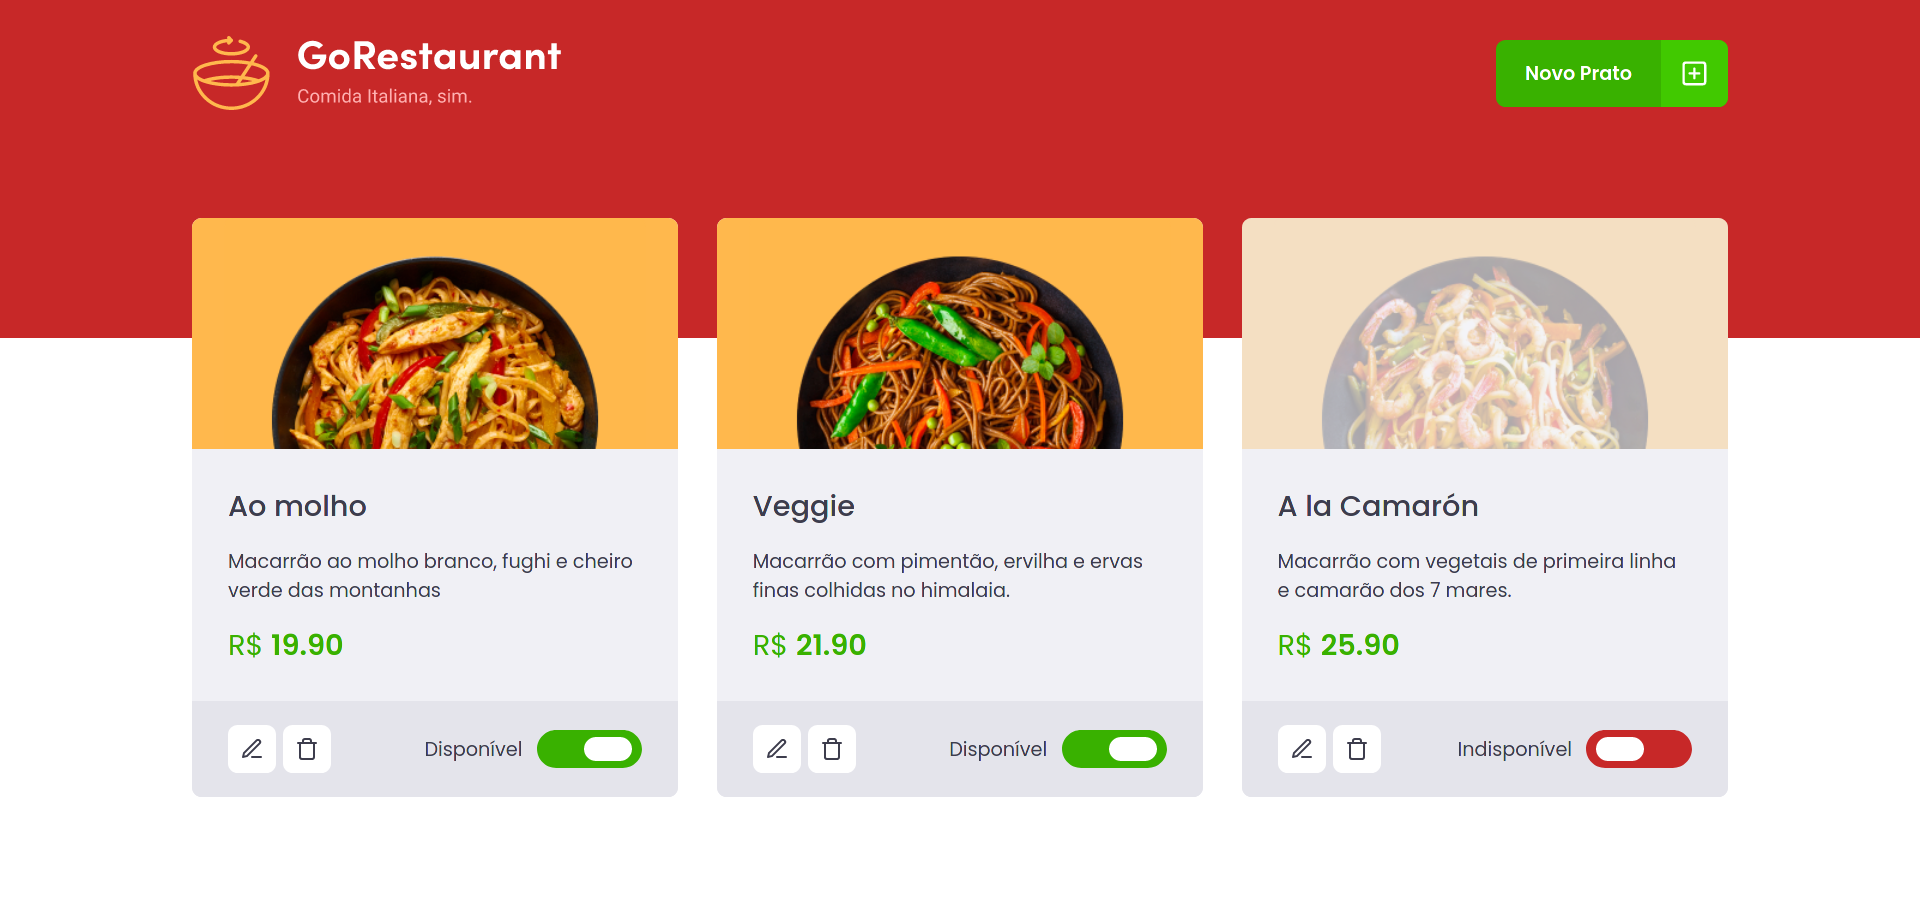 GoRestaurant
Comida Italiana, sim.
Novo Prato
Ao molho
Macarrão ao molho branco, fughi e cheiro
verde das montanhas
R$ 19.90
Disponível
Veggie
Macarrão com pimentão, ervilha e ervas
finas colhidas no himalaia.
R$ 21.90
Disponível
A la Camarón
Macarrão com vegetais de primeira linha
e camarão dos 7 mares.
R$ 25.90
Indisponível